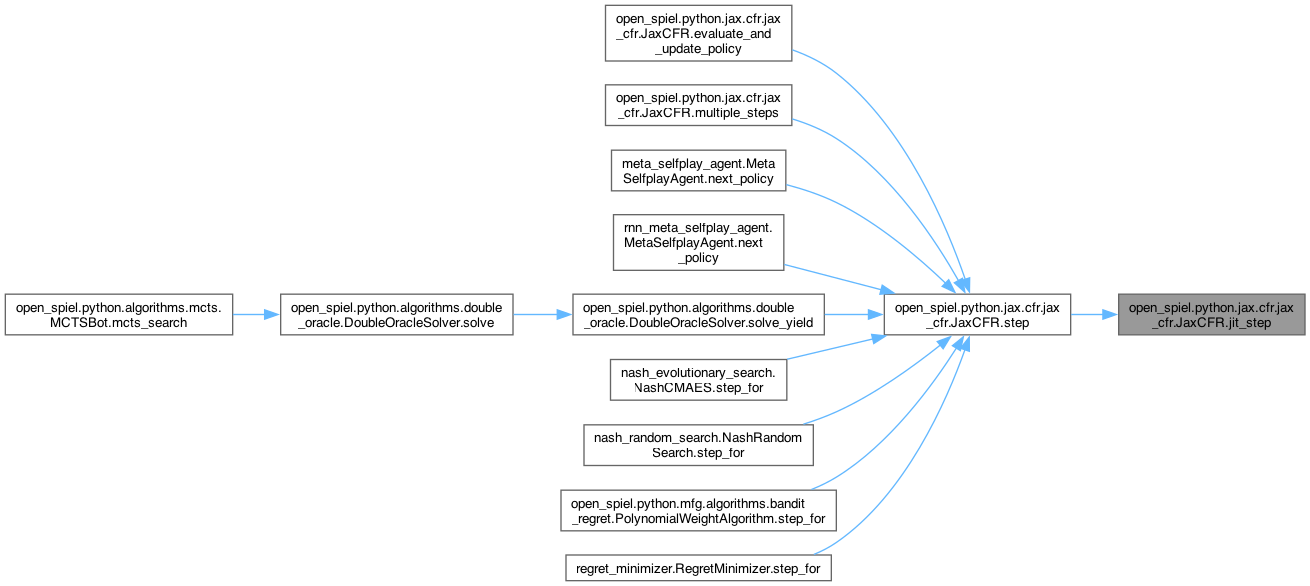 open_spiel.python.jax.cfr.jax
_cfr.JaxCFR.evaluate_and
_update_policy
open_spiel.python.jax.cfr.jax
_cfr.JaxCFR.multiple_steps
meta_selfplay_agent.Meta
SelfplayAgent.next_policy
rnn_meta_selfplay_agent.
MetaSelfplayAgent.next
_policy
open_spiel.python.algorithms.mcts.
MCTSBot.mcts_search
open_spiel.python.algorithms.double
_oracle.DoubleOracleSolver.solve
open_spiel.python.algorithms.double
_oracle.DoubleOracleSolver.solve_yield
open_spiel.python.jax.cfr.jax
_cfr.JaxCFR.step
open_spiel.python.jax.cfr.jax
_cfr.JaxCFR.jit_step
nash_evolutionary_search.
NashCMAES.step_for
nash_random_search.NashRandom
Search.step_for
open_spiel.python.mfg.algorithms.bandit
_regret.PolynomialWeightAlgorithm.step_for
regret_minimizer.RegretMinimizer.step_for